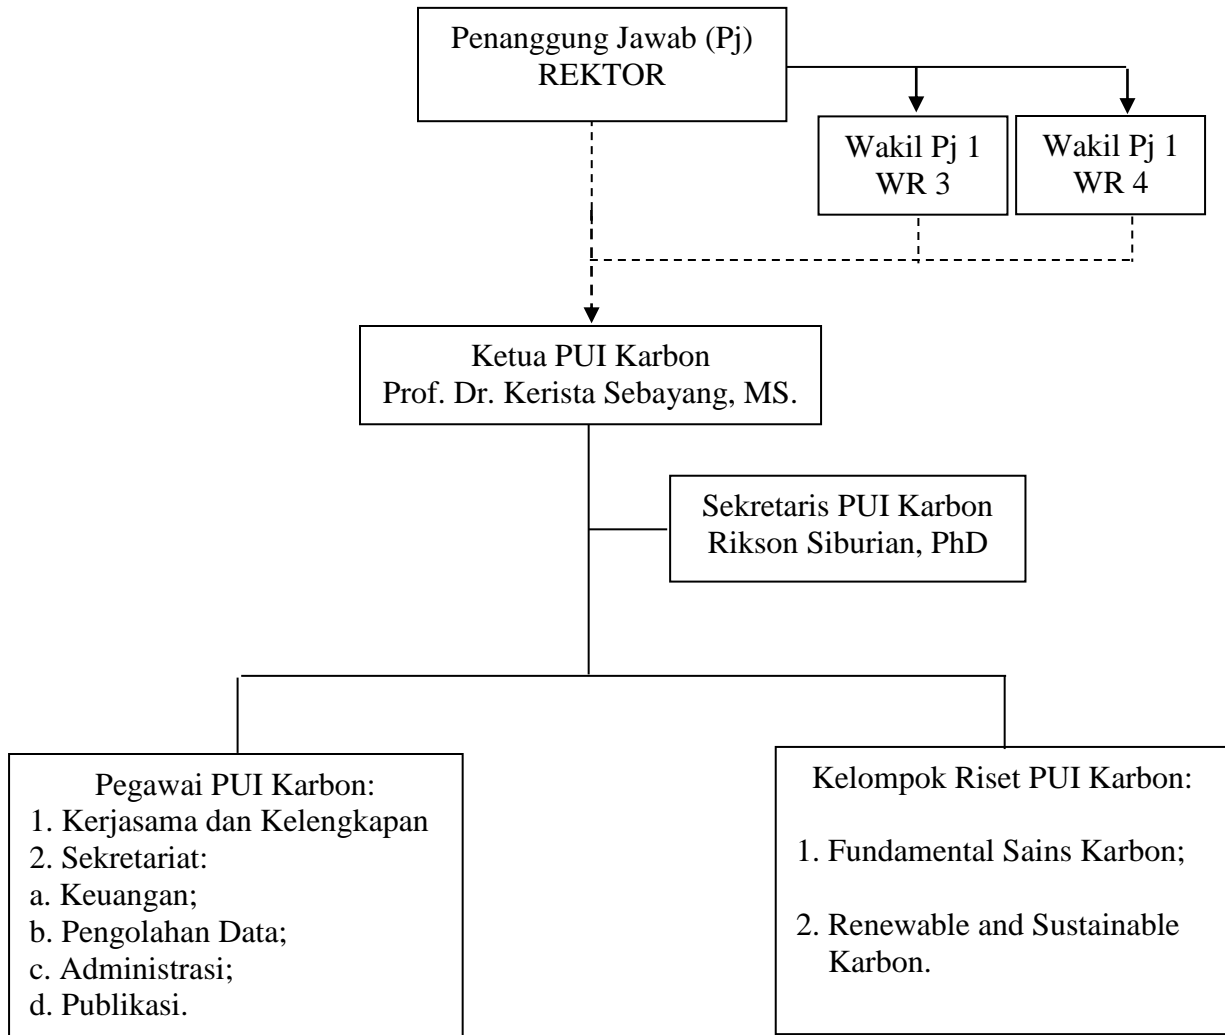 Penanggung Jawab (Pj)
REKTOR
Wakil Pj 1
WR 3
Wakil Pj 1
WR 4
Ketua PUI Karbon
Prof. Dr. Kerista Sebayang, MS.
Sekretaris PUI Karbon
Rikson Siburian, PhD
Pegawai PUI Karbon:
1. Kerjasama dan Kelengkapan
2. Sekretariat:
a. Keuangan;
b. Pengolahan Data;
c. Administrasi;
d. Publikasi.
Kelompok Riset PUI Karbon:
1. Fundamental Sains Karbon;
2. Renewable and Sustainable
Karbon.